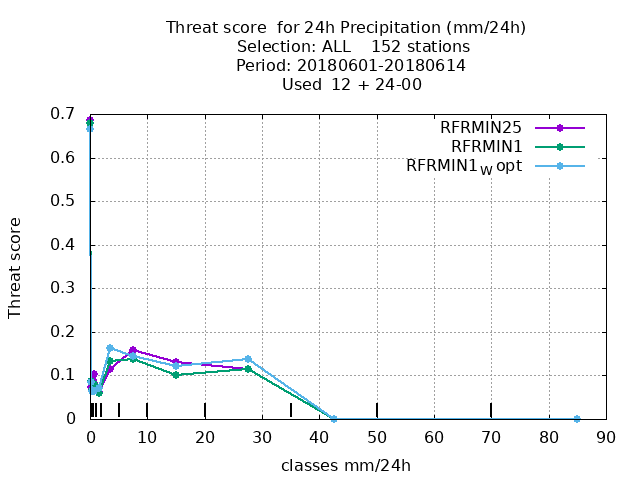 Threat score  for 24h Precipitation (mm/24h)
Selection: ALL    152 stations
Period: 20180601-20180614
Used  12 + 24-00
RFRMIN25
RFRMIN1
RFRMIN1w opt
0.7
0.6
0.5
0.4
0.3
0.2
0.1
0
Threat score
0 10 20 30 40 50 60 70 80 90
classes mm/24h